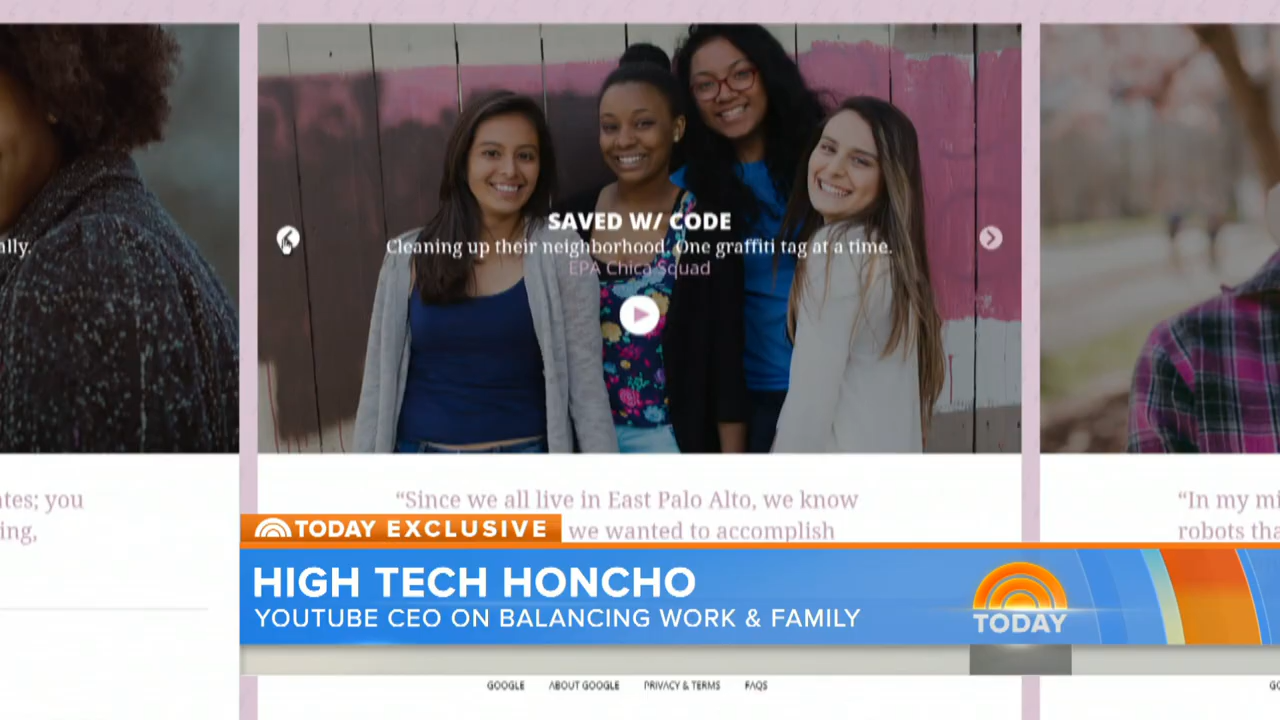 SAVED W/ CODE
ally.
Cleaning up their neighborhood. One graffiti tag at a time.
EPA Chica Squad
ates; you
"Since we all live in East Palo Alto, we know
"In my mi
ing,
we wanted to accomplish
robots tha
TODAY EXCLUSIVE
HIGH TECH HONCHO
YOUTUBE CEO ON BALANCING WORK & FAMILY
TODAY
GOOGLE ABOUT GOOGLE PRIVACY & TERMS FAQS
GO